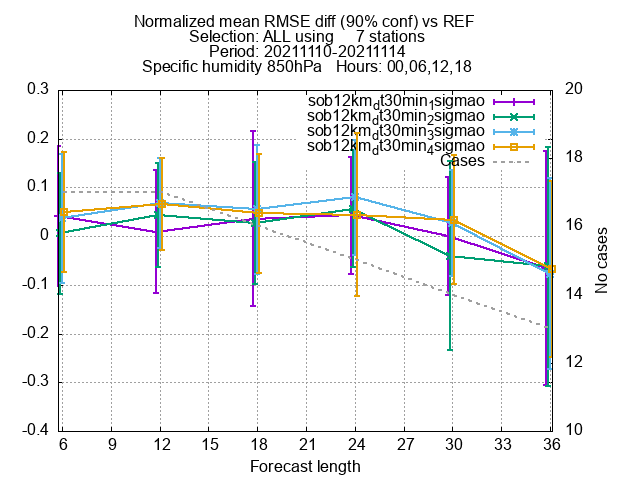 Normalized mean RMSE diff (90% conf) vs REF
Selection: ALL using     7 stations
Period: 20211110-20211114
Specific humidity 850hPa   Hours: 00,06,12,18
sob12km_dt30min_1sigmao
sob12km_dt30min_2sigmao
sob12km_dt30min_3sigmao
sob12km_dt30min_4sigmao
Cases
0.3
0.2
0.1
0
-0.1
-0.2
-0.3
-0.4
20
18
16
14
12
10
No cases
6 9 12 15 18 21 24 27 30 33 36
Forecast length